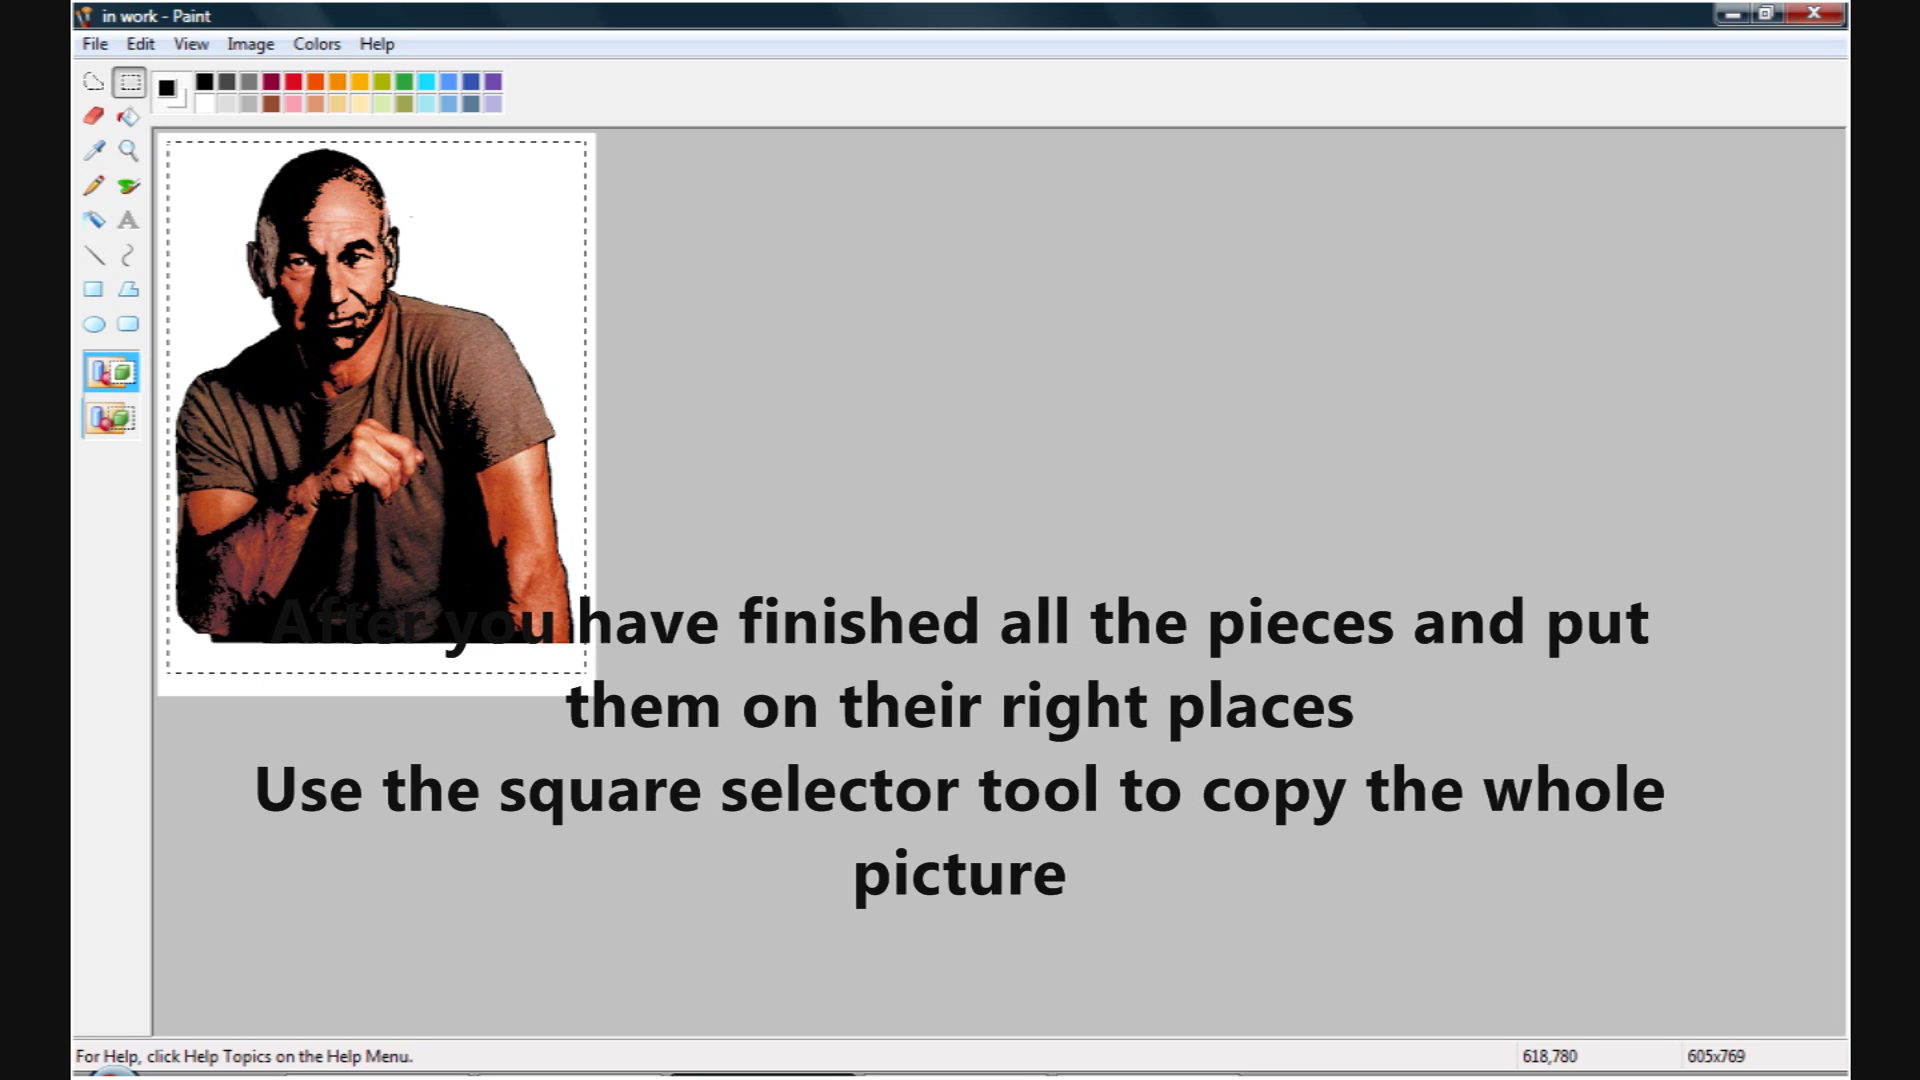 in work - Paint
File Edit View Image Colors Help
After you have finished all the pieces and put
them on their right places
Use the square selector tool to copy the whole
picture
For Help, click Help Topics on the Help Menu.
618,780
605x769